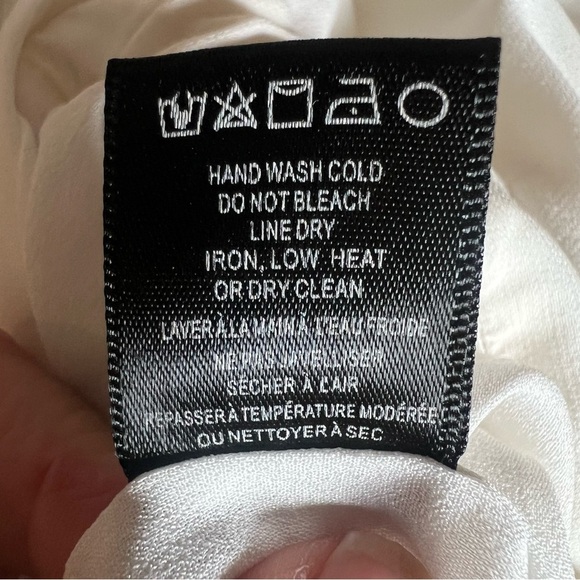 HAND WASH COLD
DO NOT BLEACH
LINE DRY
IRON, LOW HEAT
OR DRY CLEAN
LAVER À LA MAIN À L'EAU FROIDE
NE PAS JAVELLISER
SÉCHER À L'AIR
REPASSER À TEMPÉRATURE MODÉRÉE
OU NETTOYER À SEC